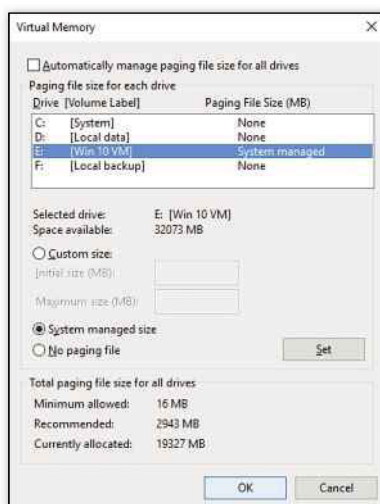 Virtual Memory
Automatically manage paging file size for all drives
Paging file size for each drive
Drive [Volume Label] Paging File Size (MB)
C: [System] None
D: [Local data] None
E: [Win 10 VM] System managed
F: [Local backup] None
Selected drive: E: [Win 10 VM]
Space available: 32073 MB
Custom size:
Initial size (MB):
Maximum size (MB):
System managed size
No paging file Set
Total paging file size for all drives
Minimum allowed: 16 MB
Recommended: 2943 MB
Currently allocated: 19327 MB
OK Cancel